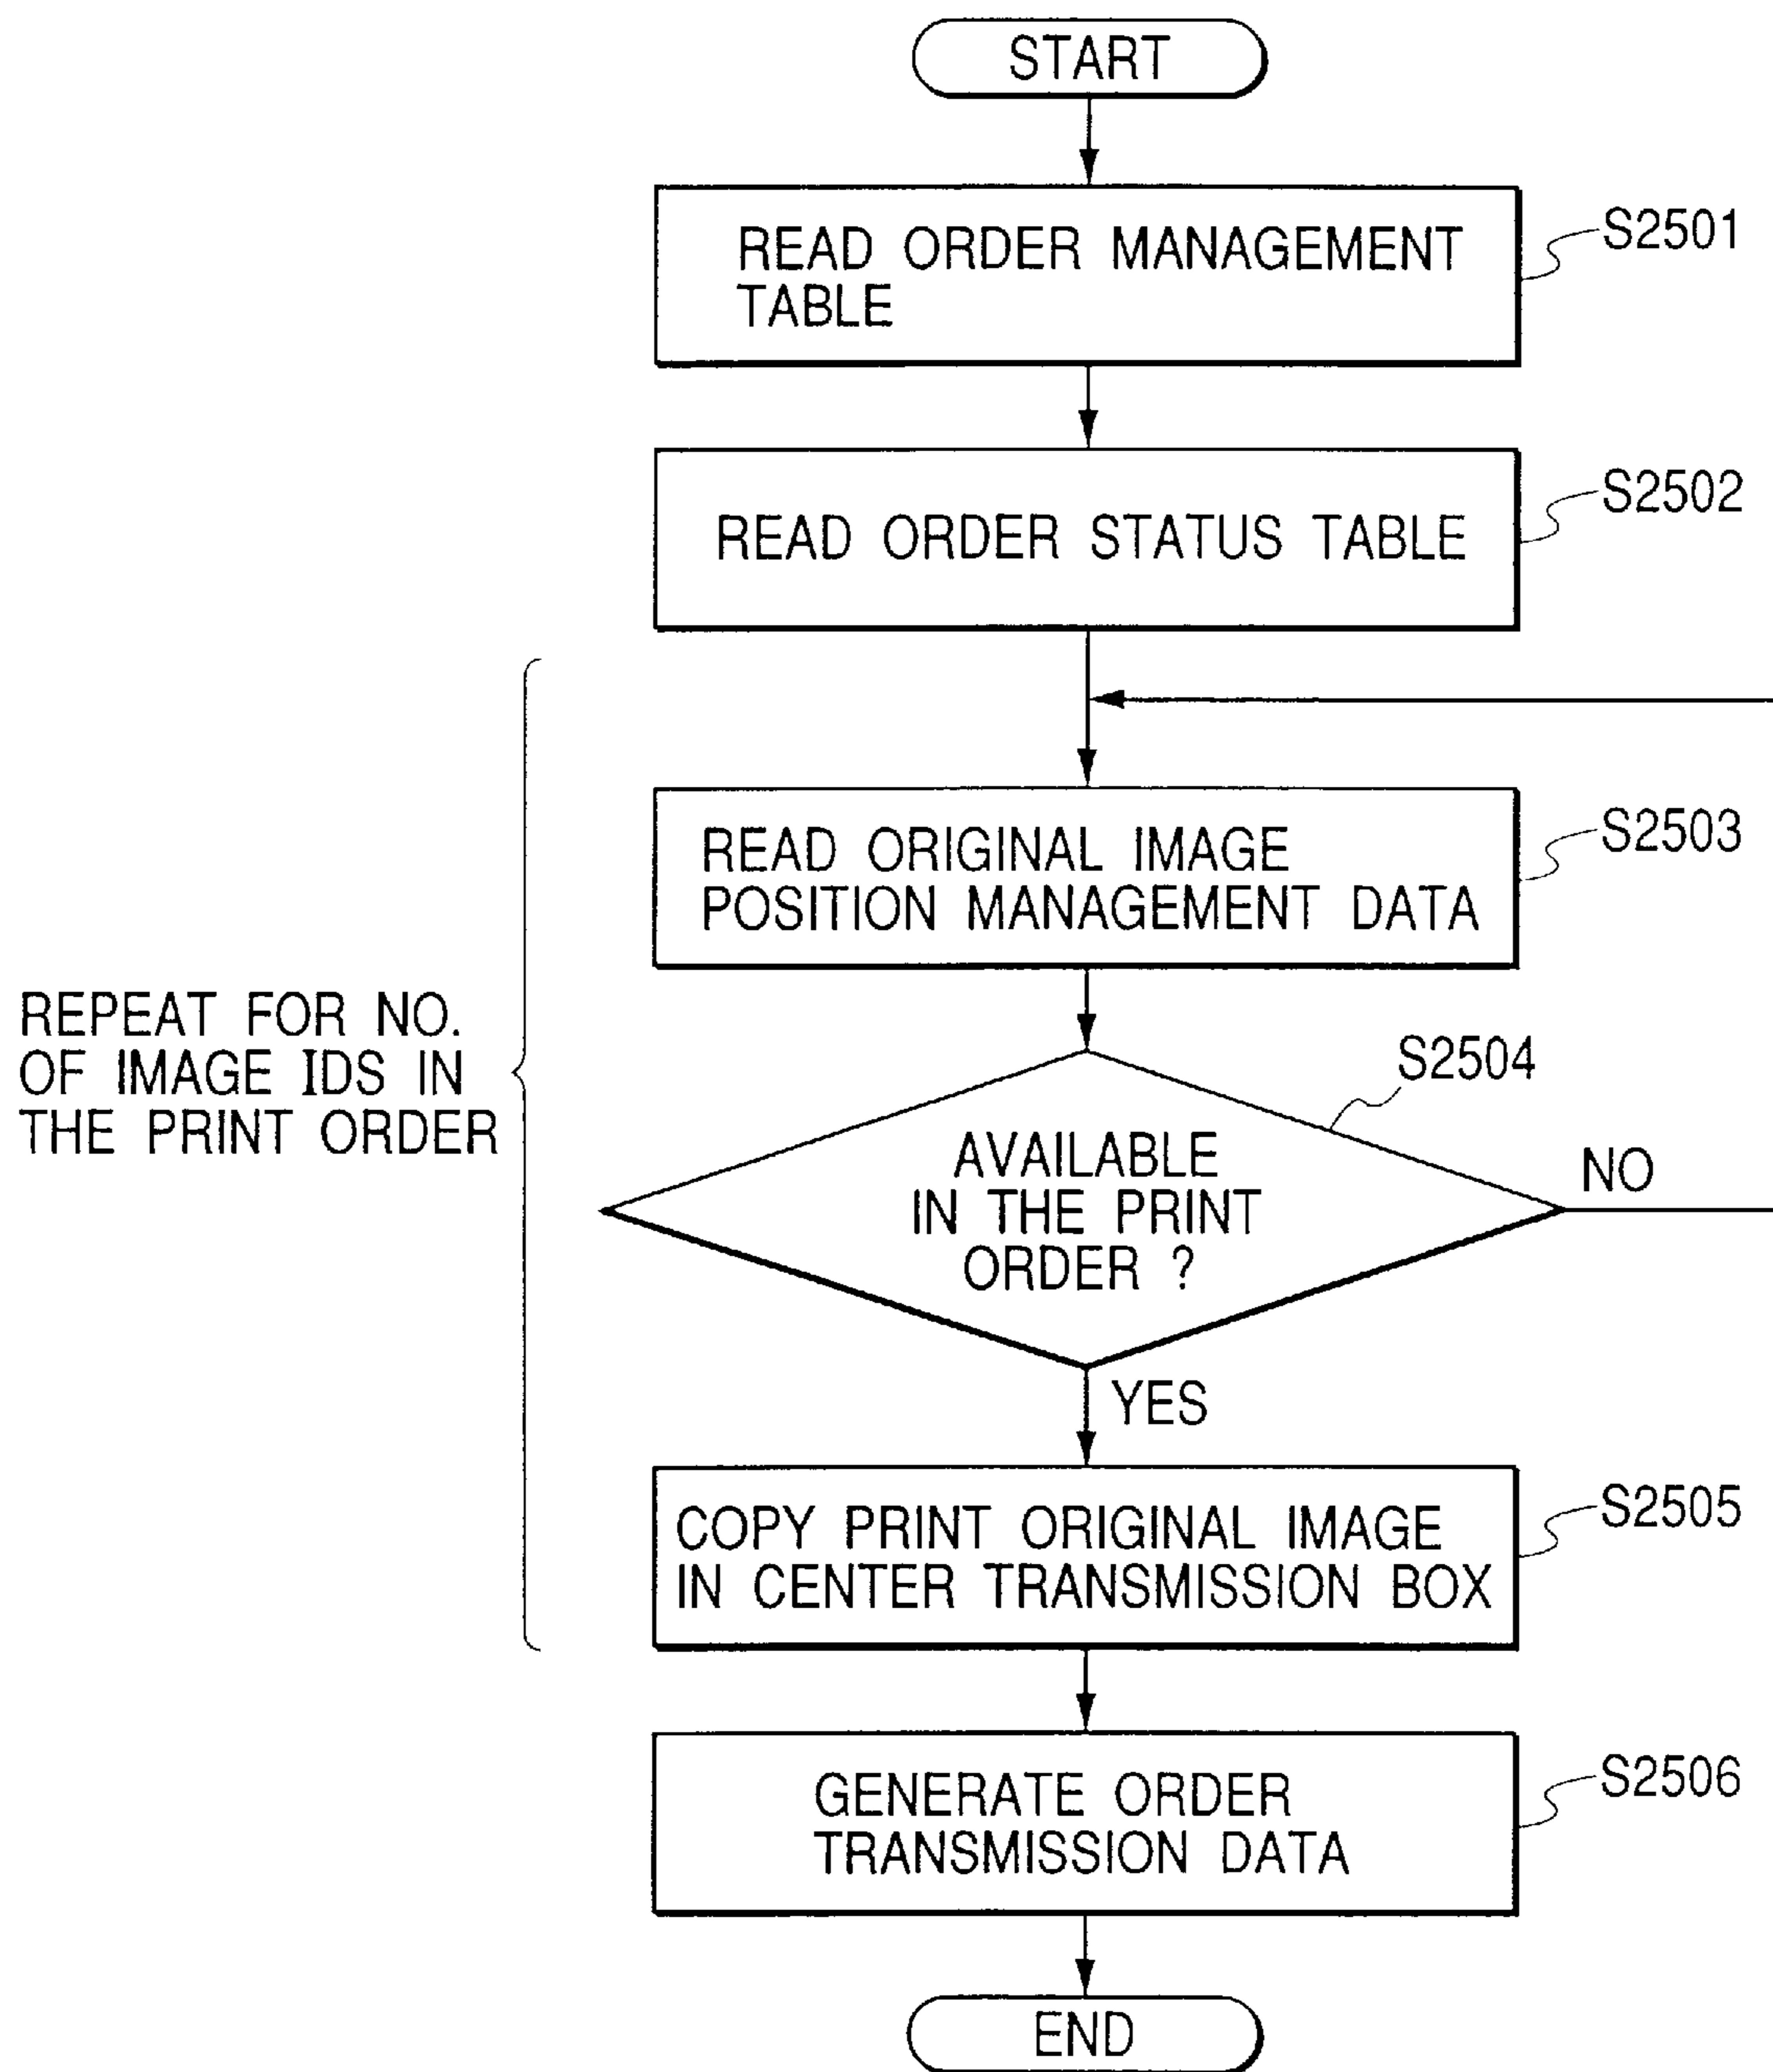 START
READ ORDER MANAGEMENT
TABLE
S2501
READ ORDER STATUS TABLE
S2502
READ ORIGINAL IMAGE
POSITION MANAGEMENT DATA
S2503
REPEAT FOR NO.
OF IMAGE IDS IN
THE PRINT ORDER
S2504
AVAILABLE
IN THE PRINT
ORDER ?
NO
YES
COPY PRINT ORIGINAL IMAGE
IN CENTER TRANSMISSION BOX
S2505
GENERATE ORDER
TRANSMISSION DATA
S2506
END